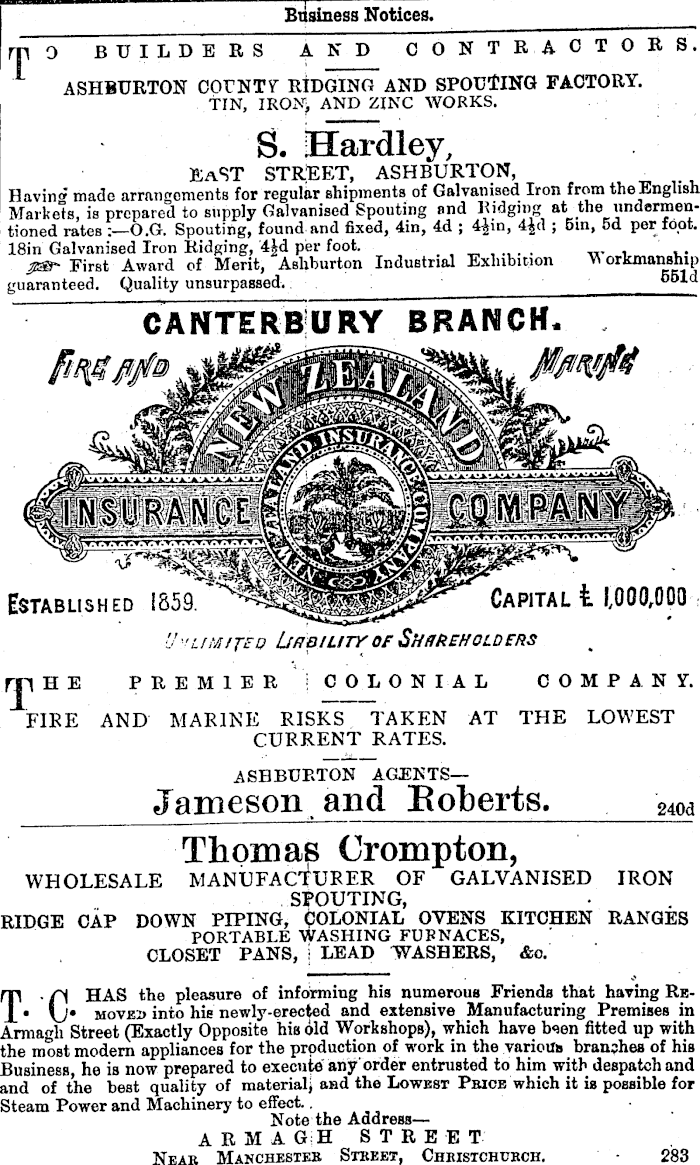 Business Notices.
TO BUILDERS AND CONTRACTORS.
ASHBURTON COUNTY RIDGING AND SPOUTING FACTORY.
TIN, IRON, AND ZINC WORKS.
S. Hardley,
EAST STREET, ASHBURTON,
Having made arrangements for regular shipments of Galvanised Iron from the English
Markets, is prepared to supply Galvanised Spouting and Ridging at the undermen-
tioned rates :—O.G. Spouting, found and fixed, 4in, 4d ; 4½in, 4½d ; 5in, 5d per foot.
18in Galvanised Iron Ridging, 4½d per foot.
☞ First Award of Merit, Ashburton Industrial Exhibition Workmanship
guaranteed. Quality unsurpassed. 551d
CANTERBURY BRANCH.
FIRE AND MARINE
NEW ZEALAND
NEW ZEALAND INSURANCE COMPANY
INSURANCE COMPANY
ESTABLISHED 1859. CAPITAL £ 1,000,000
UNLIMITED LIABILITY OF SHAREHOLDERS
THE PREMIER COLONIAL COMPANY.
FIRE AND MARINE RISKS TAKEN AT THE LOWEST
CURRENT RATES.
ASHBURTON AGENTS—
Jameson and Roberts.
240d
Thomas Crompton,
WHOLESALE MANUFACTURER OF GALVANISED IRON
SPOUTING,
RIDGE CAP DOWN PIPING, COLONIAL OVENS KITCHEN RANGES
PORTABLE WASHING FURNACES,
CLOSET PANS, LEAD WASHERS, &c.
T. C. HAS the pleasure of informing his numerous Friends that having RE-
MOVED into his newly-erected and extensive Manufacturing Premises in
Armagh Street (Exactly Opposite his old Workshops), which have been fitted up with
the most modern appliances for the production of work in the various branches of his
Business, he is now prepared to execute any order entrusted to him with despatch and
and of the best quality of material, and the LOWEST PRICE which it is possible for
Steam Power and Machinery to effect.
Note the Address—
ARMAGH STREET
NEAR MANCHESTER STREET, CHRISTCHURCH. 283